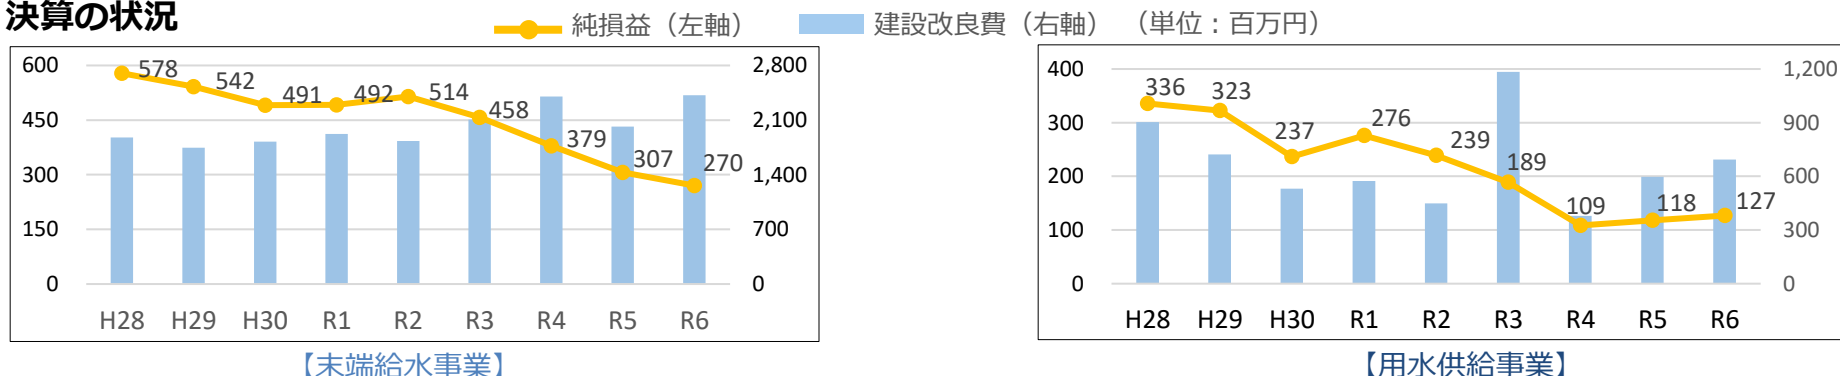 決算の状況
純損益（左軸） 建設改良費（右軸） （単位：百万円）
600 2,800
450 2,100
300 1,400
150 700
0 0
578 542 491 492 514 458 379 307 270
H28 H29 H30 R1 R2 R3 R4 R5 R6
【末端給水事業】
400 1,200
300 900
200 600
100 300
0 0
336 323 237 276 239 189 109 118 127
H28 H29 H30 R1 R2 R3 R4 R5 R6
【用水供給事業】